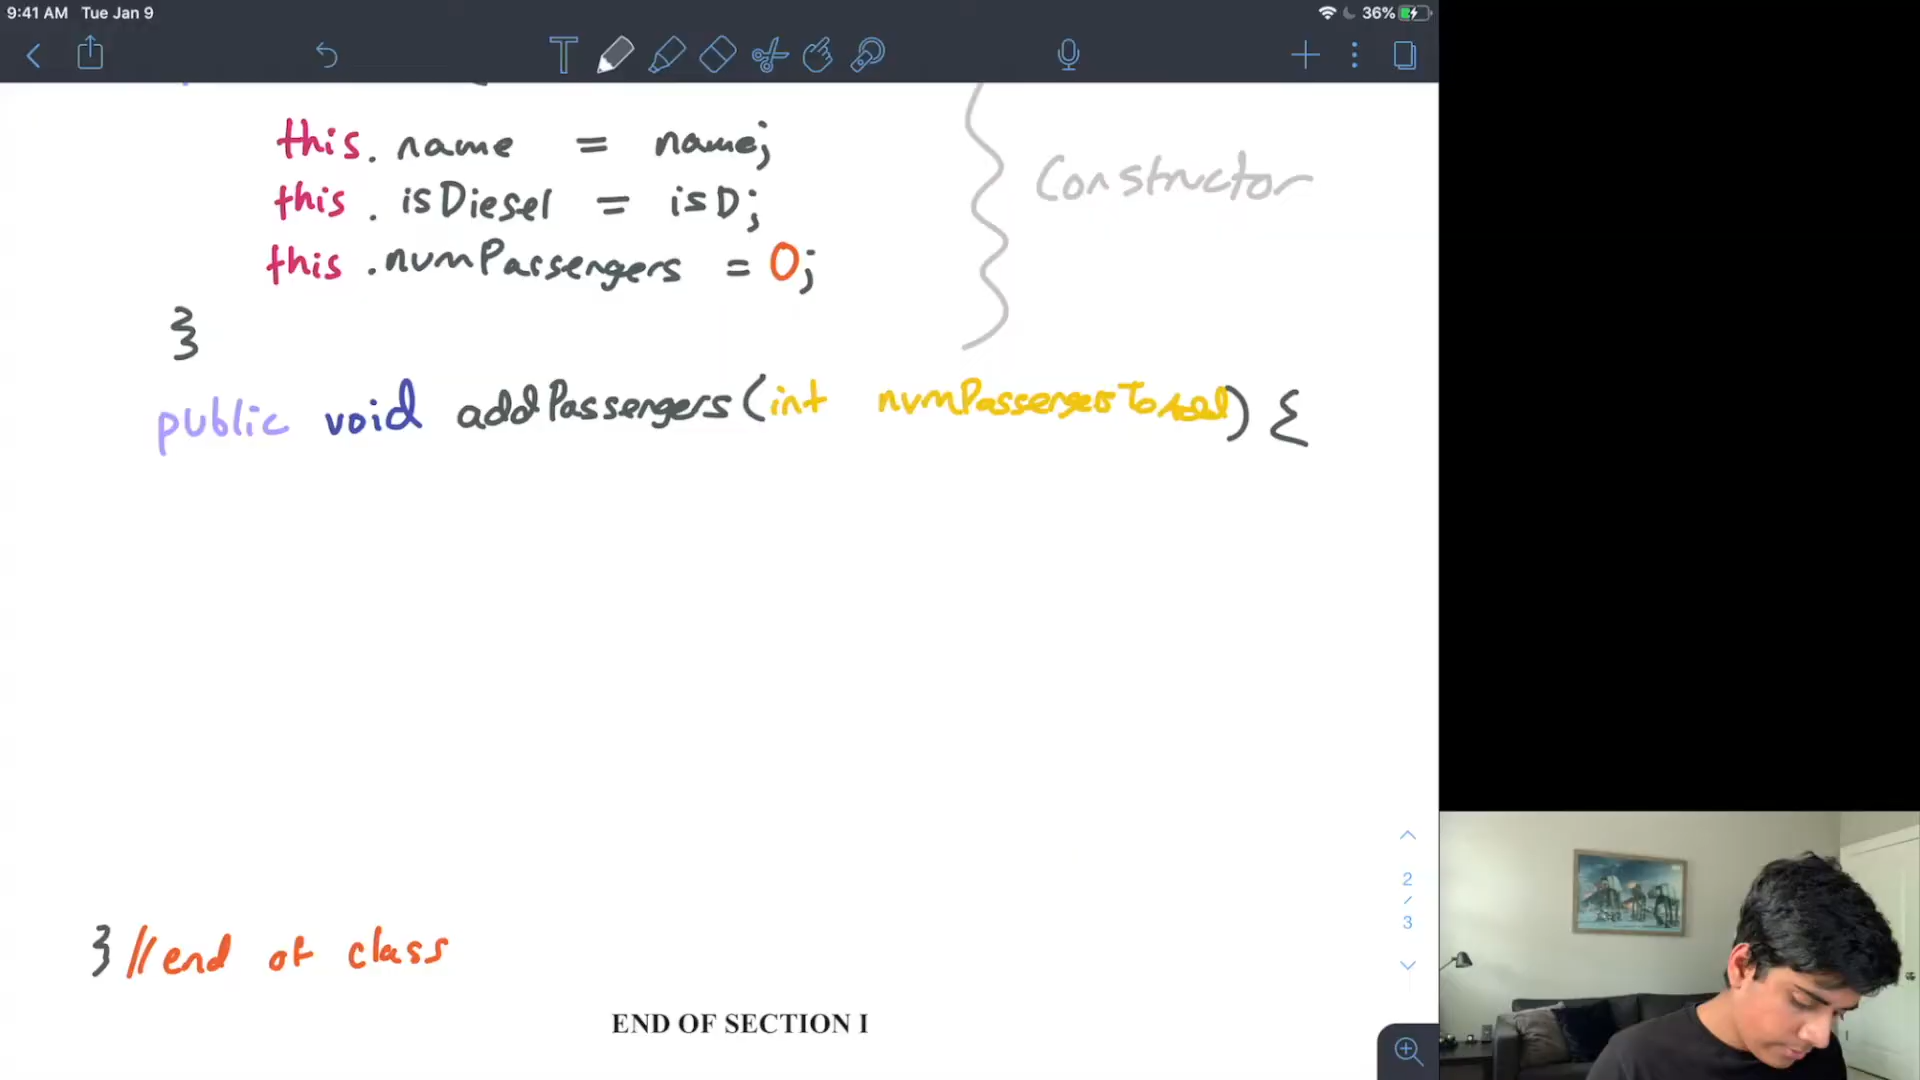 9:41 AM Tue Jan 9
36%
this. name = name;
this. isDiesel = isD;
this.numPassengers = 0;
Constructor
}
public void addPassengers(int numPassengersToAdd) {
2
/
3
} //end of class
END OF SECTION I